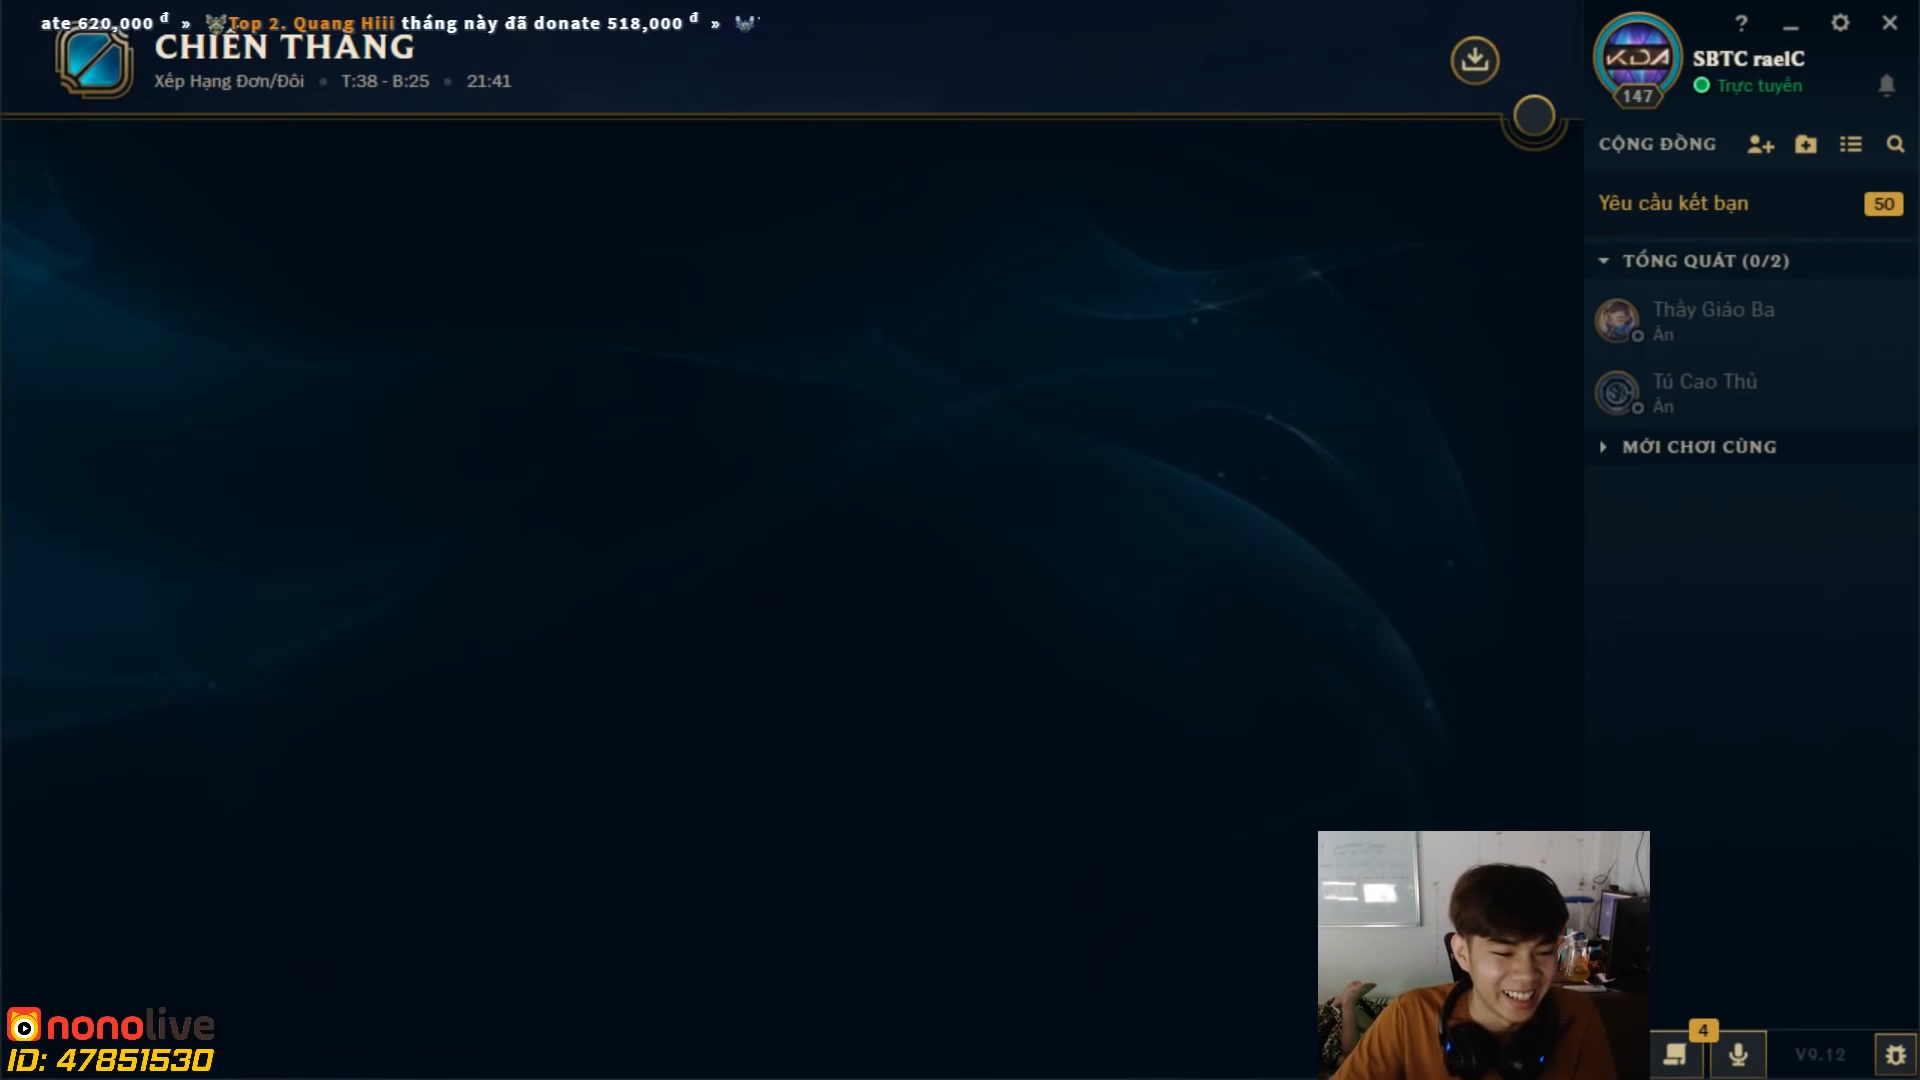 ate 620,000 đ » Top 2. Quang Hiii tháng này đã donate 518,000 đ »
CHIẾN THẮNG
Xếp Hạng Đơn/Đôi • T:38 - B:25 • 21:41
KDA
147
SBTC raelC
Trực tuyến
CỘNG ĐỒNG
Yêu cầu kết bạn 50
TỔNG QUÁT (0/2)
Thầy Giáo Ba
Ẩn
Tú Cao Thủ
Ẩn
MỚI CHƠI CÙNG
nonolive
ID: 47851530
4
V9.12